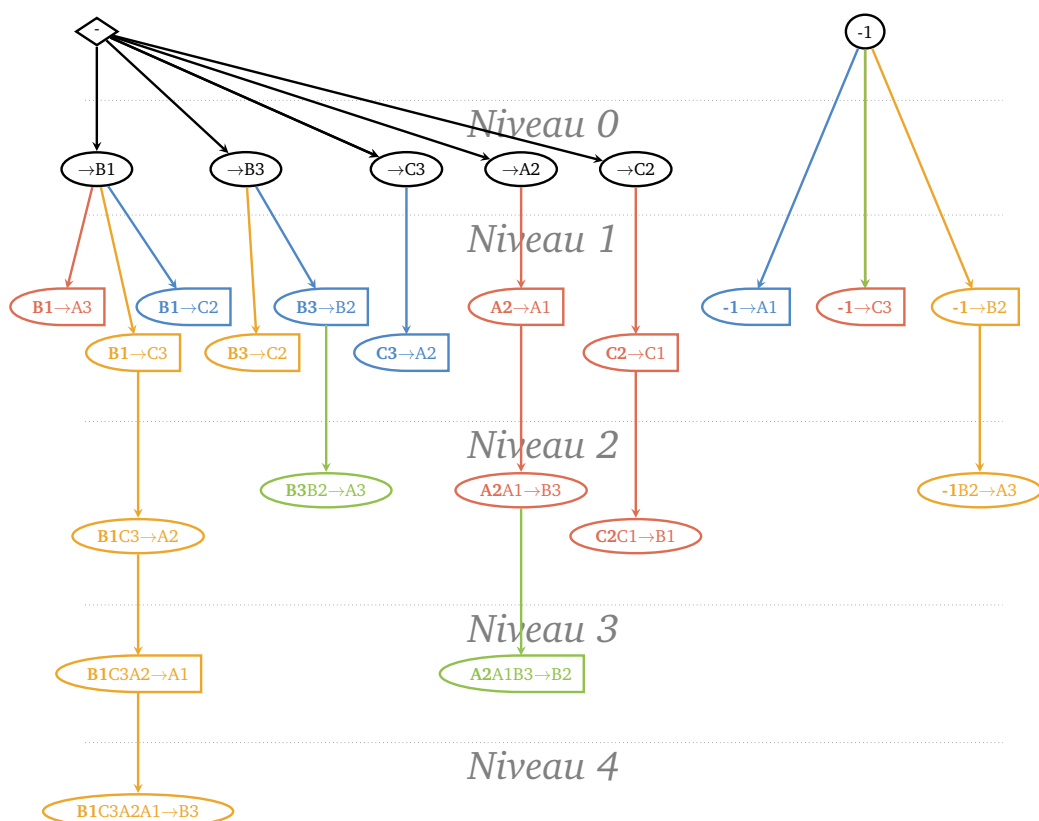 -
-1
Niveau 0
→B1
→B3
→C3
→A2
→C2
Niveau 1
B1→A3
B1→C2
B3→B2
A2→A1
-1→A1
-1→C3
-1→B2
B1→C3
B3→C2
C3→A2
C2→C1
Niveau 2
B3B2→A3
A2A1→B3
-1B2→A3
B1C3→A2
C2C1→B1
Niveau 3
B1C3A2→A1
A2A1B3→B2
Niveau 4
B1C3A2A1→B3